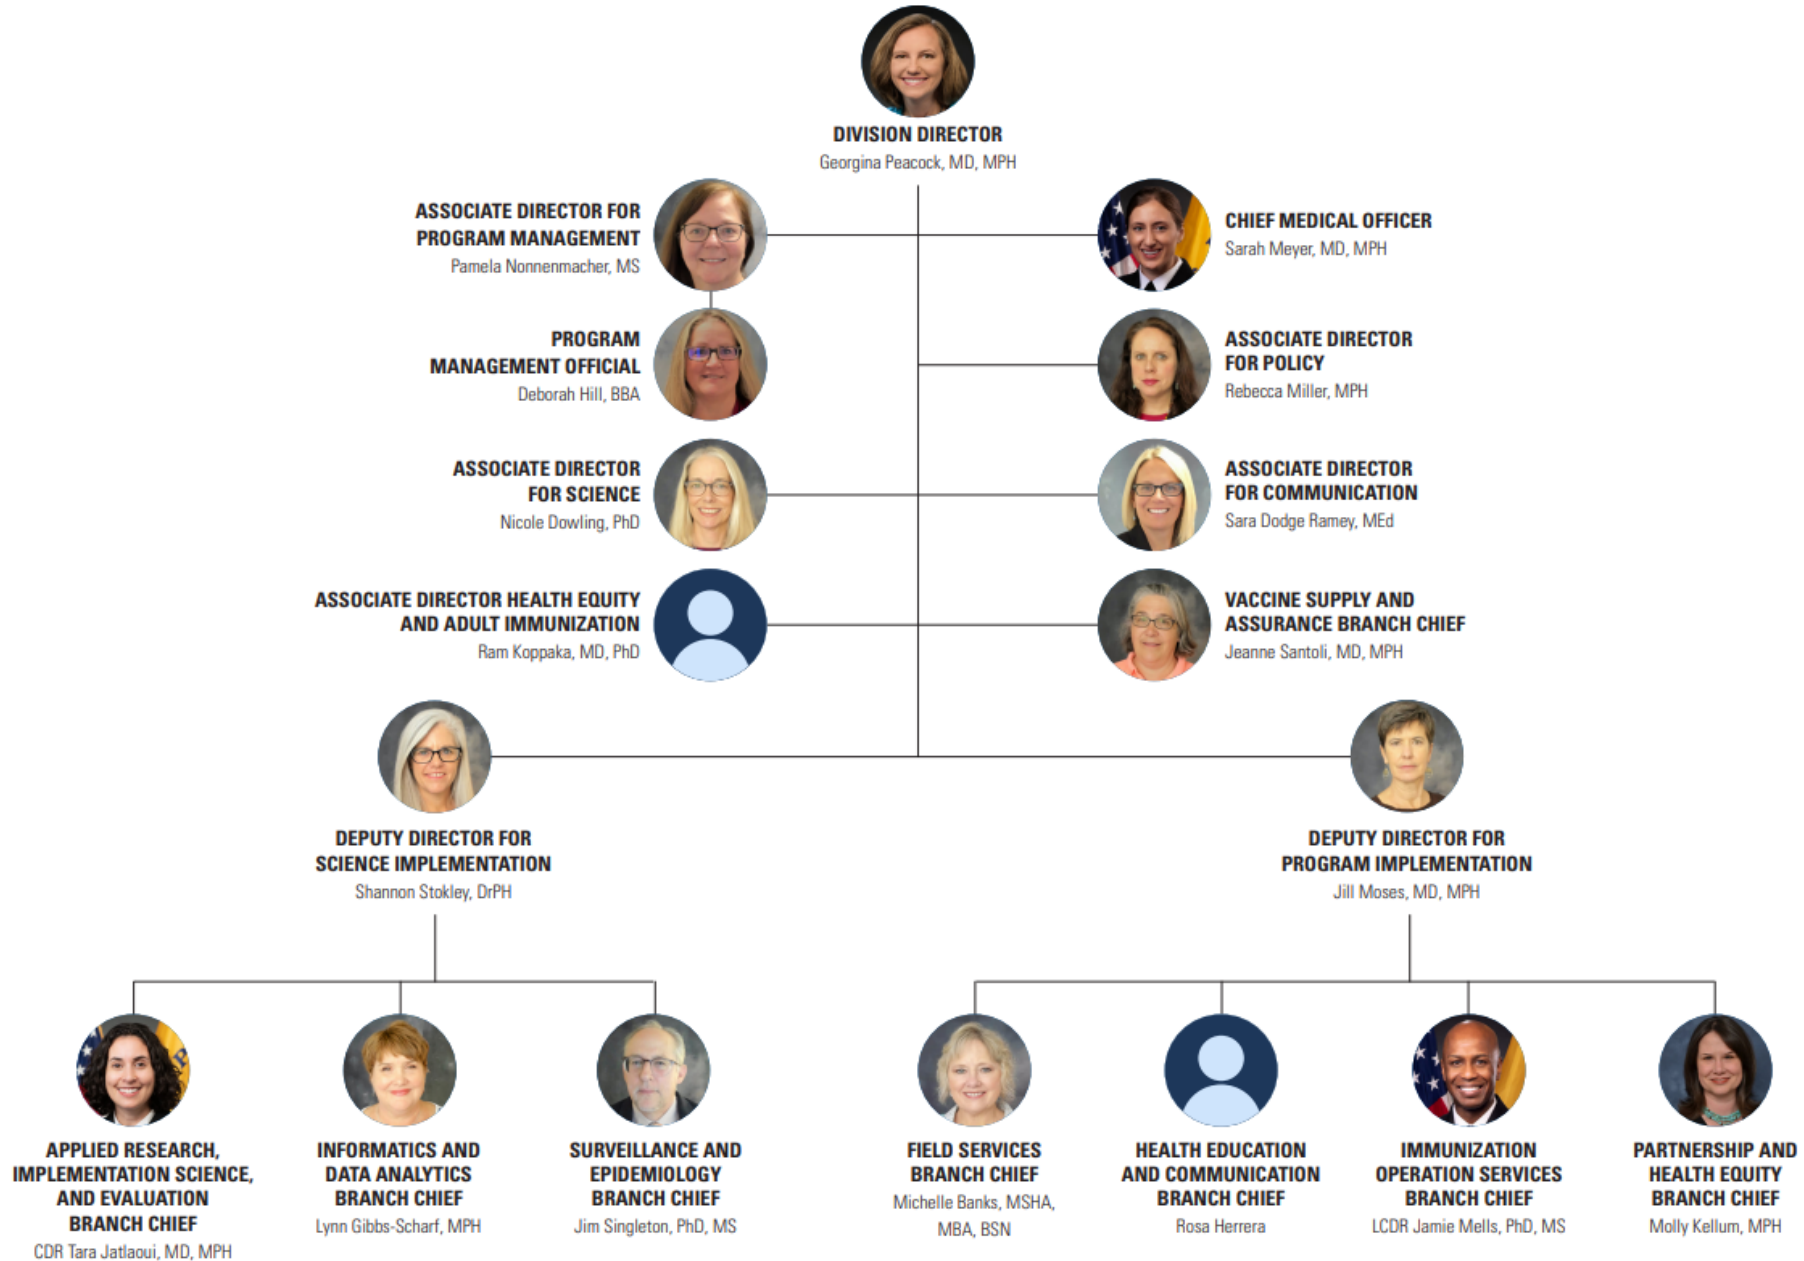 DIVISION DIRECTOR
Georgina Peacock, MD, MPH
ASSOCIATE DIRECTOR FOR
PROGRAM MANAGEMENT
Pamela Nonnenmacher, MS
CHIEF MEDICAL OFFICER
Sarah Meyer, MD, MPH
PROGRAM
MANAGEMENT OFFICIAL
Deborah Hill, BBA
ASSOCIATE DIRECTOR
FOR POLICY
Rebecca Miller, MPH
ASSOCIATE DIRECTOR
FOR SCIENCE
Nicole Dowling, PhD
ASSOCIATE DIRECTOR
FOR COMMUNICATION
Sara Dodge Ramey, MEd
ASSOCIATE DIRECTOR HEALTH EQUITY
AND ADULT IMMUNIZATION
Ram Koppaka, MD, PhD
VACCINE SUPPLY AND
ASSURANCE BRANCH CHIEF
Jeanne Santoli, MD, MPH
DEPUTY DIRECTOR FOR
SCIENCE IMPLEMENTATION
Shannon Stokley, DrPH
DEPUTY DIRECTOR FOR
PROGRAM IMPLEMENTATION
Jill Moses, MD, MPH
APPLIED RESEARCH,
IMPLEMENTATION SCIENCE,
AND EVALUATION
BRANCH CHIEF
CDR Tara Jatlaoui, MD, MPH
INFORMATICS AND
DATA ANALYTICS
BRANCH CHIEF
Lynn Gibbs-Scharf, MPH
SURVEILLANCE AND
EPIDEMIOLOGY
BRANCH CHIEF
Jim Singleton, PhD, MS
FIELD SERVICES
BRANCH CHIEF
Michelle Banks, MSHA,
MBA, BSN
HEALTH EDUCATION
AND COMMUNICATION
BRANCH CHIEF
Rosa Herrera
IMMUNIZATION
OPERATION SERVICES
BRANCH CHIEF
LCDR Jamie Mells, PhD, MS
PARTNERSHIP AND
HEALTH EQUITY
BRANCH CHIEF
Molly Kellum, MPH